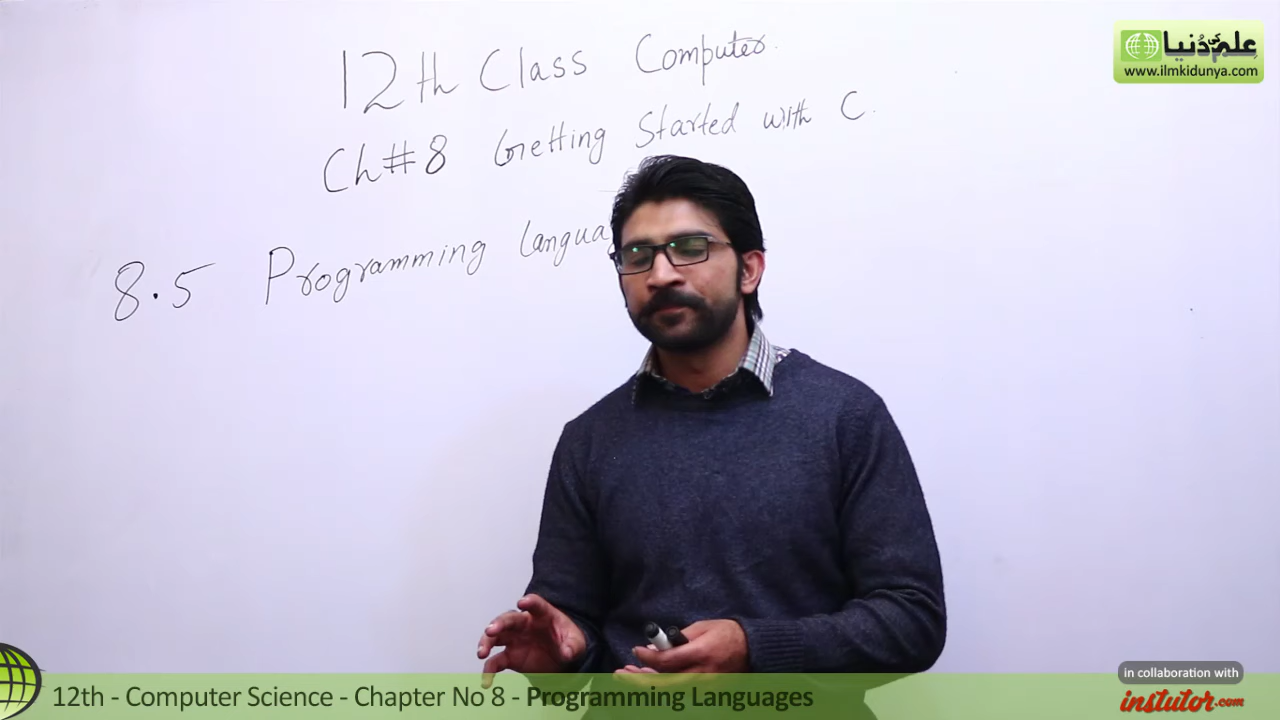 12th Class Computer.
Ch#8 Getting Started with C.
8.5 Programming Langua
علم کی دُنیا
www.ilmkidunya.com
12th - Computer Science - Chapter No 8 - Programming Languages
in collaboration with
instutor.com